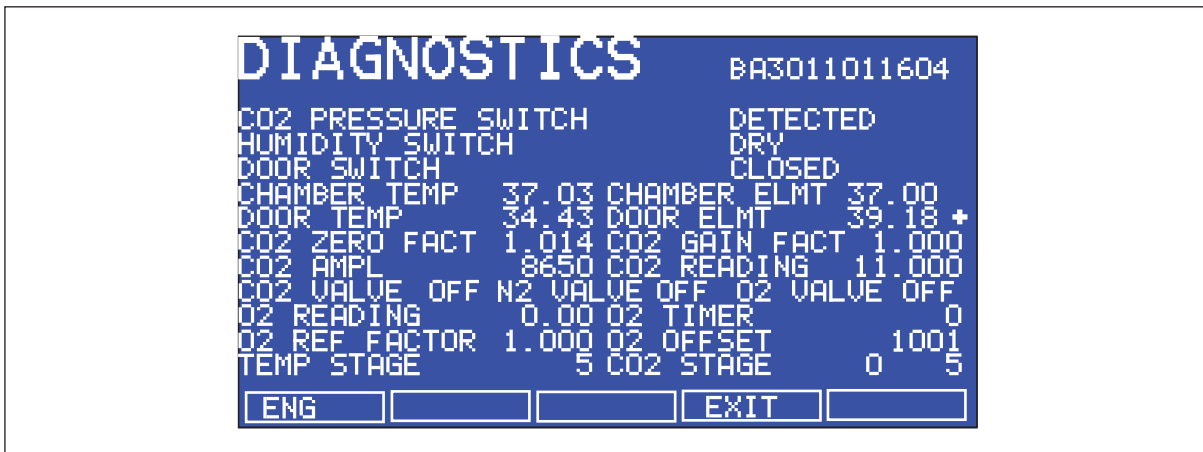 DIAGNOSTICS BA3011011604
CO2 PRESSURE SWITCH DETECTED
HUMIDITY SWITCH DRY
DOOR SWITCH CLOSED
CHAMBER TEMP 37.03 CHAMBER ELMT 37.00
DOOR TEMP 34.43 DOOR ELMT 39.18 +
CO2 ZERO FACT 1.014 CO2 GAIN FACT 1.000
CO2 AMPL 8650 CO2 READING 11.000
CO2 VALVE OFF N2 VALVE OFF O2 VALVE OFF
O2 READING 0.00 O2 TIMER 0
O2 REF FACTOR 1.000 O2 OFFSET 1001
TEMP STAGE 5 CO2 STAGE 0 5
ENG EXIT